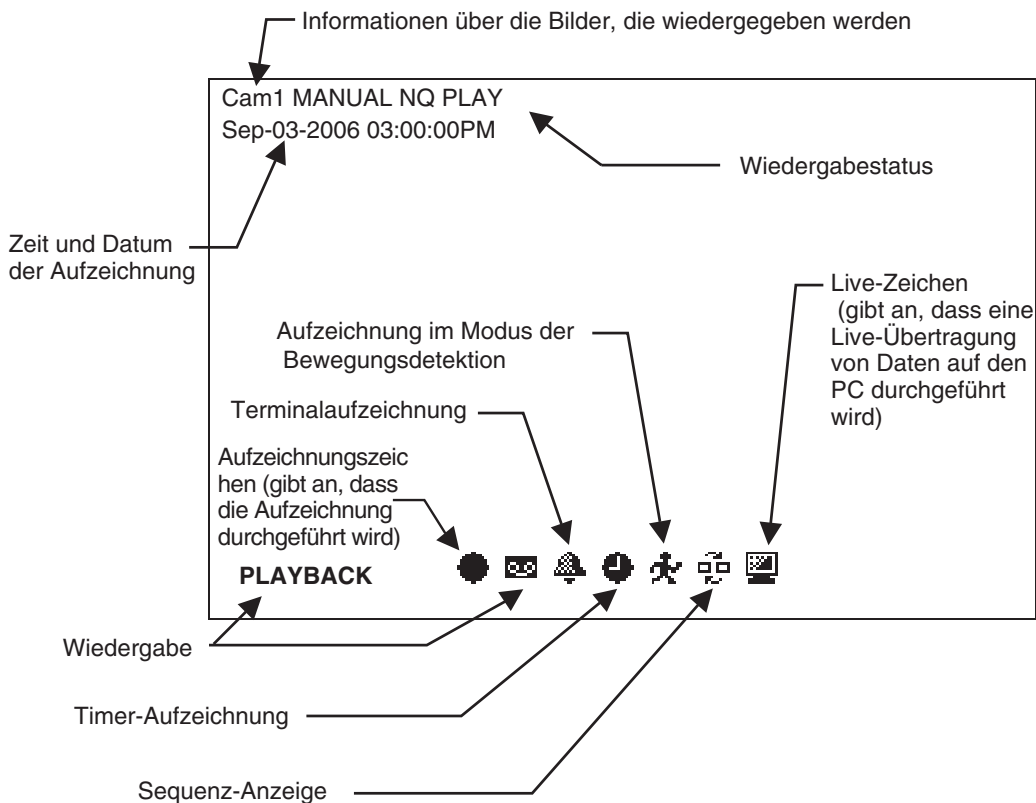 Informationen über die Bilder, die wiedergegeben werden
Cam1 MANUAL NQ PLAY
Sep-03-2006 03:00:00PM
Wiedergabestatus
Zeit und Datum
der Aufzeichnung
Live-Zeichen
(gibt an, dass eine
Live-Übertragung
von Daten auf den
PC durchgeführt
wird)
Aufzeichnung im Modus der
Bewegungsdetektion
Terminalaufzeichnung
Aufzeichnungszeic
hen (gibt an, dass
die Aufzeichnung
durchgeführt wird)
PLAYBACK
Wiedergabe
Timer-Aufzeichnung
Sequenz-Anzeige